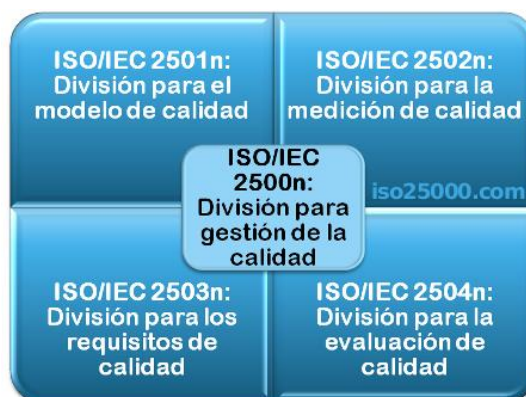 ISO/IEC 2501n:
División para el
modelo de calidad
ISO/IEC 2502n:
División para la
medición de calidad
ISO/IEC
2500n:
División para
gestión de la
calidad
iso25000.com
ISO/IEC 2503n:
División para los
requisitos de
calidad
ISO/IEC 2504n:
División para la
evaluación de
calidad